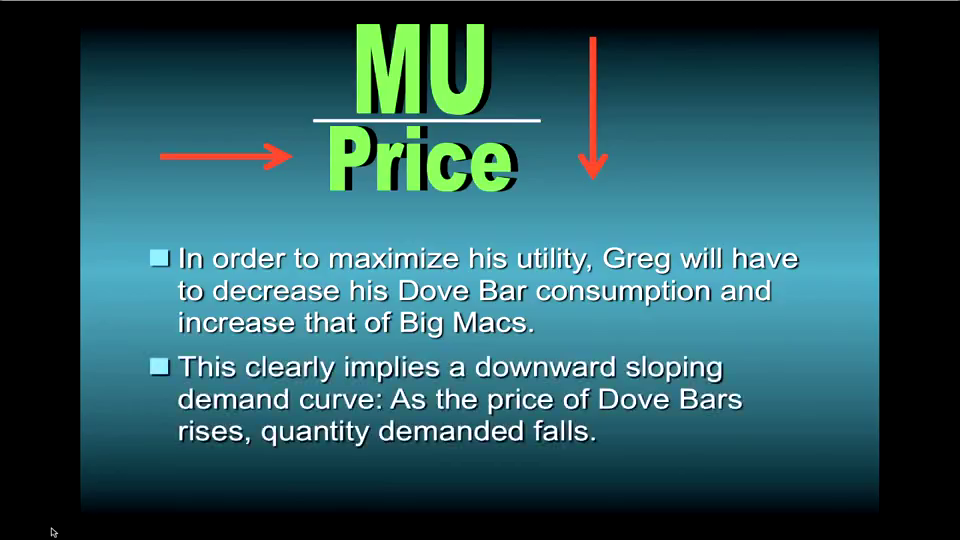 MU
Price
In order to maximize his utility, Greg will have
to decrease his Dove Bar consumption and
increase that of Big Macs.
This clearly implies a downward sloping
demand curve: As the price of Dove Bars
rises, quantity demanded falls.